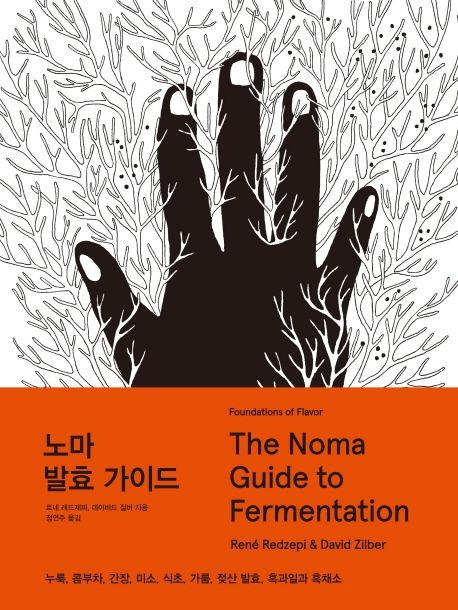 노마
발효 가이드
르네 레드제피, 데이비드 질버 지음
정연주 옮김
Foundations of Flavor
The Noma
Guide to
Fermentation
René Redzepi & David Zilber
누룩, 콤부차, 간장, 미소, 식초, 가룸, 젖산 발효, 흑과일과 흑채소